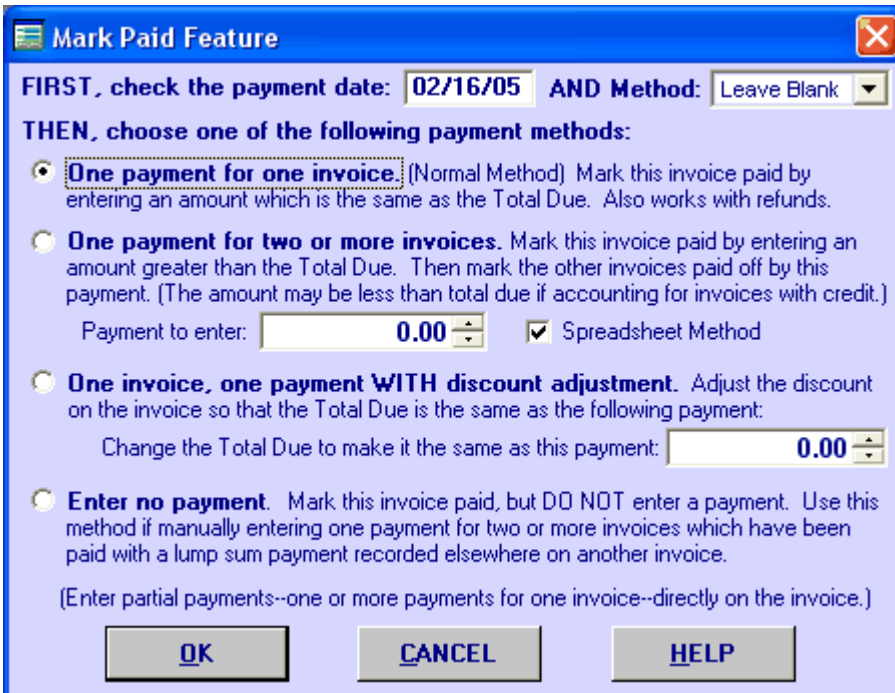 Mark Paid Feature
FIRST, check the payment date: 02/16/05 AND Method: Leave Blank
THEN, choose one of the following payment methods:
One payment for one invoice. (Normal Method) Mark this invoice paid by
entering an amount which is the same as the Total Due. Also works with refunds.
One payment for two or more invoices. Mark this invoice paid by entering an
amount greater than the Total Due. Then mark the other invoices paid off by this
payment. (The amount may be less than total due if accounting for invoices with credit.)
Payment to enter: 0.00 Spreadsheet Method
One invoice, one payment WITH discount adjustment. Adjust the discount
on the invoice so that the Total Due is the same as the following payment:
Change the Total Due to make it the same as this payment: 0.00
Enter no payment. Mark this invoice paid, but DO NOT enter a payment. Use this
method if manually entering one payment for two or more invoices which have been
paid with a lump sum payment recorded elsewhere on another invoice.
(Enter partial payments--one or more payments for one invoice--directly on the invoice.)
OK CANCEL HELP